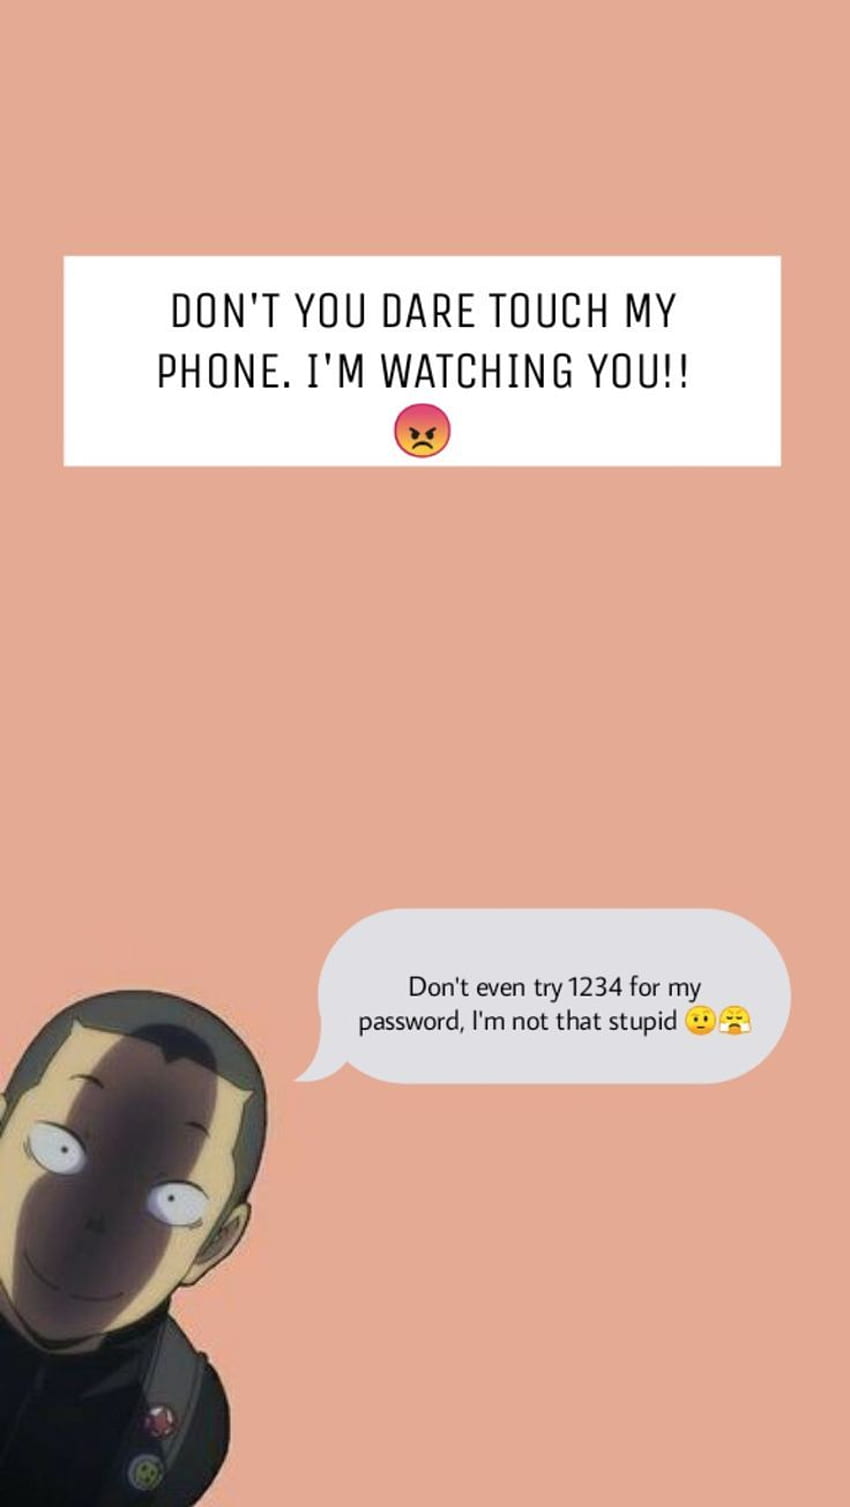 DON'T YOU DARE TOUCH MY
PHONE. I'M WATCHING YOU!!
😡
Don't even try 1234 for my
password, I'm not that stupid 🤨😤